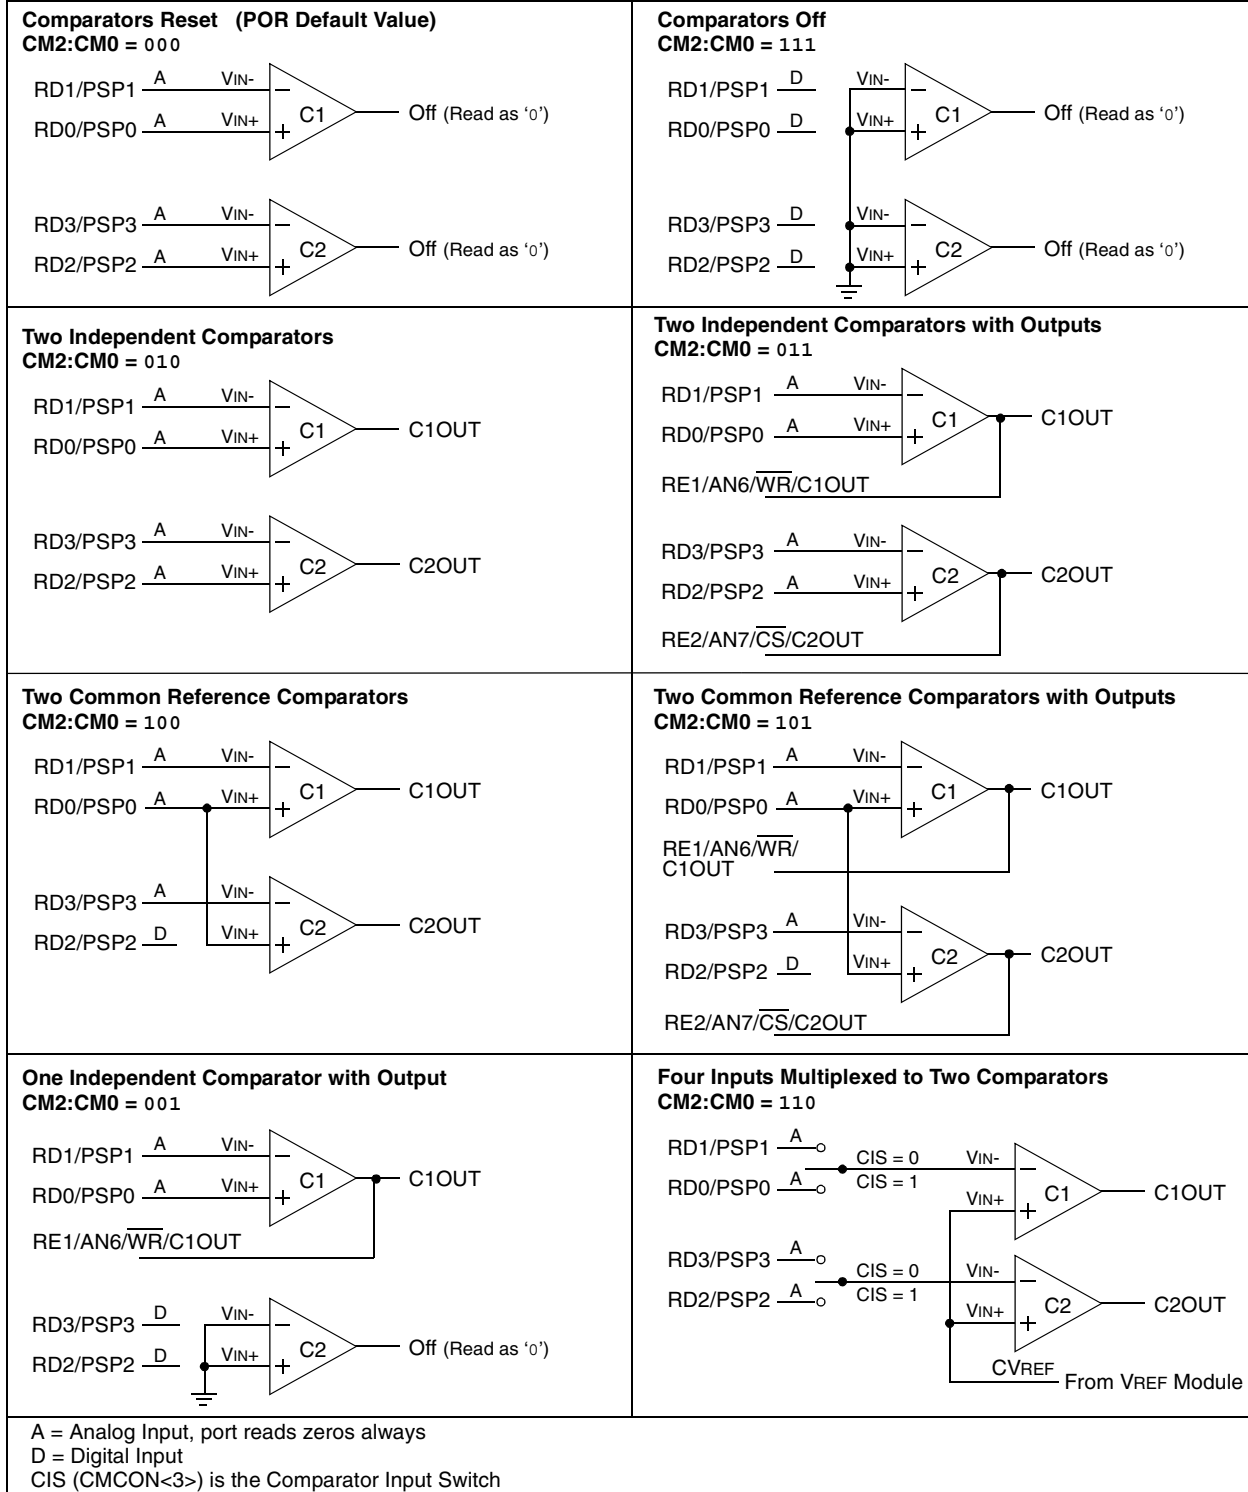 Comparators Reset (POR Default Value)
CM2:CM0 = 000
RD1/PSP1 A VIN-
RD0/PSP0 A VIN+
C1
Off (Read as ‘0’)
RD3/PSP3 A VIN-
RD2/PSP2 A VIN+
C2
Off (Read as ‘0’)
Comparators Off
CM2:CM0 = 111
RD1/PSP1 D VIN-
RD0/PSP0 D VIN+
C1
Off (Read as ‘0’)
RD3/PSP3 D VIN-
RD2/PSP2 D VIN+
C2
Off (Read as ‘0’)
Two Independent Comparators
CM2:CM0 = 010
RD1/PSP1 A VIN-
RD0/PSP0 A VIN+
C1
C1OUT
RD3/PSP3 A VIN-
RD2/PSP2 A VIN+
C2
C2OUT
Two Independent Comparators with Outputs
CM2:CM0 = 011
RD1/PSP1 A VIN-
RD0/PSP0 A VIN+
C1
C1OUT
RE1/AN6/WR/C1OUT
RD3/PSP3 A VIN-
RD2/PSP2 A VIN+
C2
C2OUT
RE2/AN7/CS/C2OUT
Two Common Reference Comparators
CM2:CM0 = 100
RD1/PSP1 A VIN-
RD0/PSP0 A VIN+
C1
C1OUT
RD3/PSP3 A VIN-
RD2/PSP2 D VIN+
C2
C2OUT
Two Common Reference Comparators with Outputs
CM2:CM0 = 101
RD1/PSP1 A VIN-
RD0/PSP0 A VIN+
C1
C1OUT
RE1/AN6/WR/
C1OUT
RD3/PSP3 A VIN-
RD2/PSP2 D VIN+
C2
C2OUT
RE2/AN7/CS/C2OUT
One Independent Comparator with Output
CM2:CM0 = 001
RD1/PSP1 A VIN-
RD0/PSP0 A VIN+
C1
C1OUT
RE1/AN6/WR/C1OUT
RD3/PSP3 D VIN-
RD2/PSP2 D VIN+
C2
Off (Read as ‘0’)
Four Inputs Multiplexed to Two Comparators
CM2:CM0 = 110
RD1/PSP1 A
CIS = 0 VIN-
RD0/PSP0 A CIS = 1
VIN+
C1
C1OUT
RD3/PSP3 A
CIS = 0 VIN-
RD2/PSP2 A CIS = 1
VIN+
C2
C2OUT
CVREF
From VREF Module
A = Analog Input, port reads zeros always
D = Digital Input
CIS (CMCON<3>) is the Comparator Input Switch